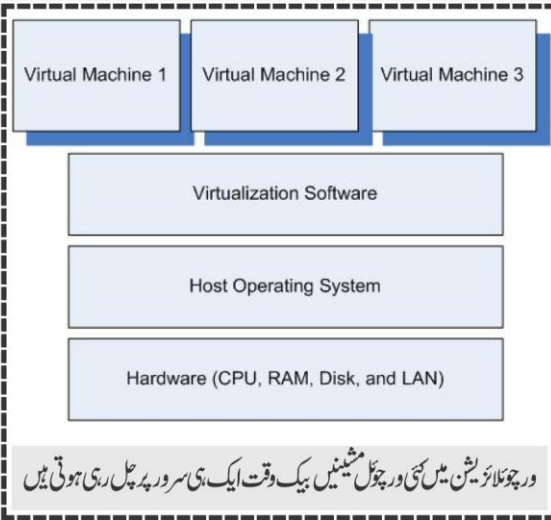 Virtual Machine 1
Virtual Machine 2
Virtual Machine 3
Virtualization Software
Host Operating System
Hardware (CPU, RAM, Disk, and LAN)
ورچوئلائزیشن میں کئی ورچوئل مشینیں بیک وقت ایک ہی سرور پر چل رہی ہوتی ہیں